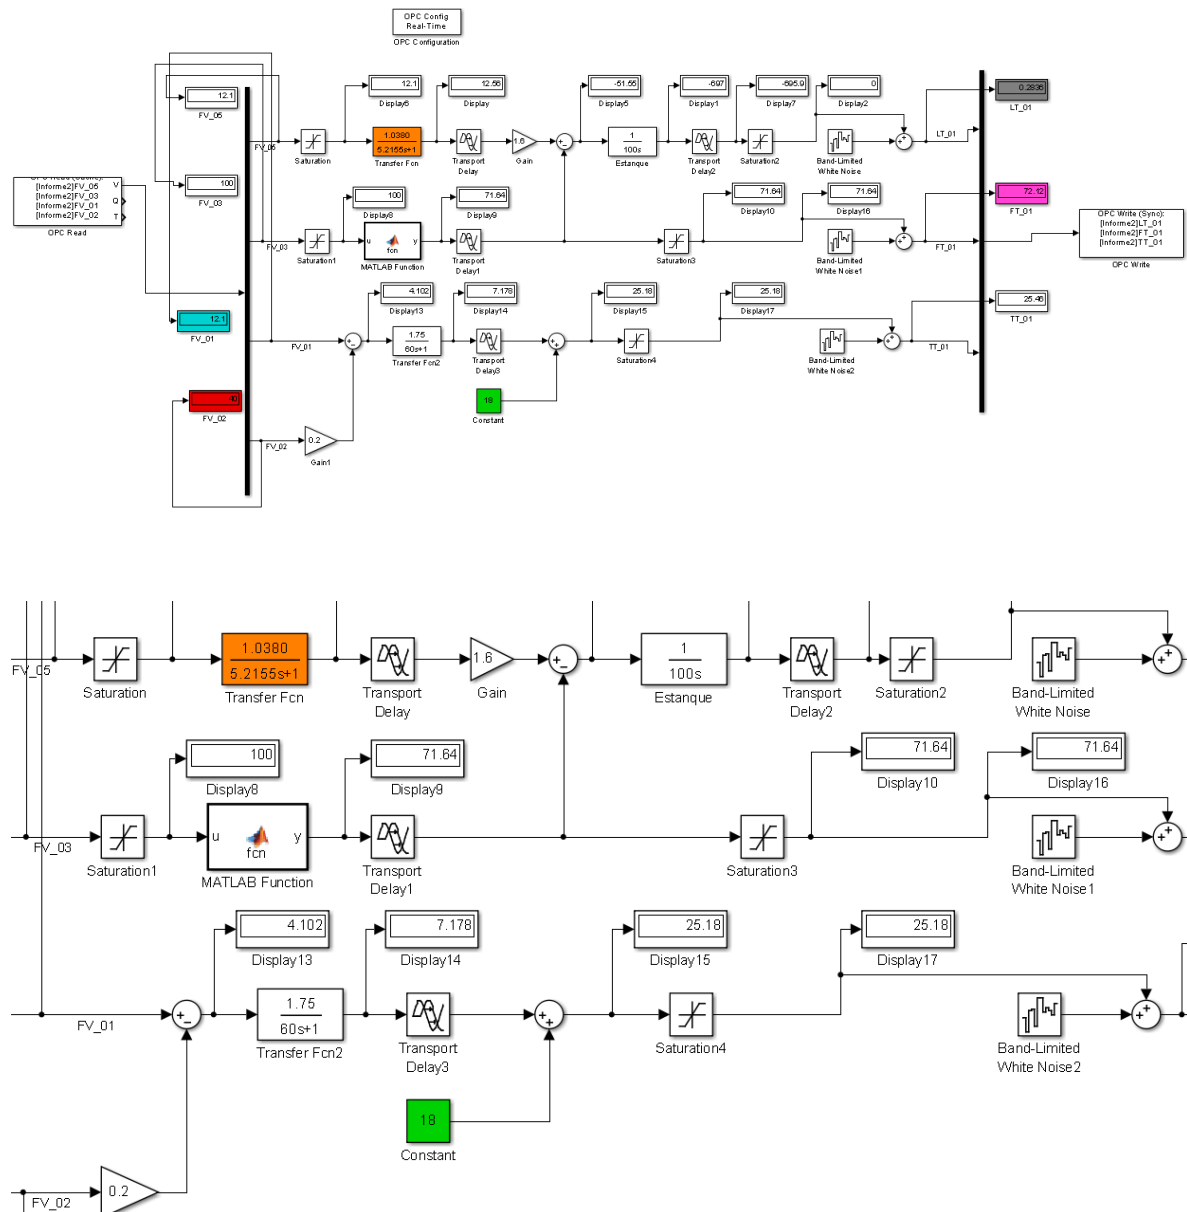 OPC Config
Real-Time
OPC Configuration
12.1
FV_05
12.1
Display6
12.56
Display
-51.55
Display5
-697
Display1
-695.9
Display7
0
Display2
0.2836
LT_01
FV_05
Saturation
1.0380
5.2155s+1
Transfer Fcn
Transport
Delay
1.6
Gain
1
100s
Estanque
Transport
Delay2
Saturation2
Band-Limited
White Noise
LT_01
[Informe2]FV_05
[Informe2]FV_03
[Informe2]FV_01
[Informe2]FV_02
V
Q
T
OPC Read
100
FV_03
100
Display8
71.64
Display9
71.64
Display10
71.64
Display16
72.12
FT_01
FV_03
Saturation1
u
fcn
y
MATLAB Function
Transport
Delay1
Saturation3
Band-Limited
White Noise1
FT_01
OPC Write (Sync):
[Informe2]LT_01
[Informe2]FT_01
[Informe2]TT_01
OPC Write
12.1
FV_01
4.102
Display13
7.178
Display14
25.18
Display15
25.18
Display17
25.46
TT_01
FV_01
1.75
60s+1
Transfer Fcn2
Transport
Delay3
Saturation4
Band-Limited
White Noise2
TT_01
40
FV_02
18
Constant
FV_02
0.2
Gain1
FV_05
Saturation
1.0380
5.2155s+1
Transfer Fcn
Transport
Delay
1.6
Gain
1
100s
Estanque
Transport
Delay2
Saturation2
Band-Limited
White Noise
100
Display8
71.64
Display9
71.64
Display10
71.64
Display16
FV_03
Saturation1
u
fcn
y
MATLAB Function
Transport
Delay1
Saturation3
Band-Limited
White Noise1
4.102
Display13
7.178
Display14
25.18
Display15
25.18
Display17
FV_01
1.75
60s+1
Transfer Fcn2
Transport
Delay3
Saturation4
Band-Limited
White Noise2
18
Constant
FV_02
0.2